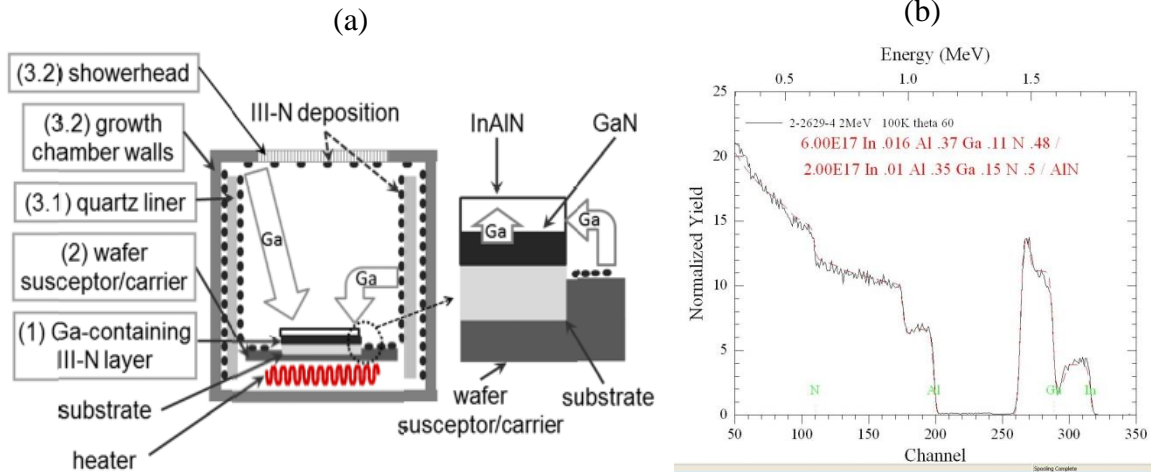 (a)
(3.2) showerhead
(3.2) growth
chamber walls
(3.1) quartz liner
(2) wafer
susceptor/carrier
(1) Ga-containing
III-N layer
substrate
heater
III-N deposition
Ga
Ga
InAlN
GaN
Ga
Ga
wafer
susceptor/carrier
substrate
(b)
Energy (MeV)
0.5
1.0
1.5
2-2629-4 2MeV 100K theta 60
6.00E17 In .016 Al .37 Ga .11 N .48 /
2.00E17 In .01 Al .35 Ga .15 N .5 / AlN
Normalized Yield
25
20
15
10
5
0
N
Al
Ga
In
50
100
150
200
250
300
350
Channel
Spooling Complete